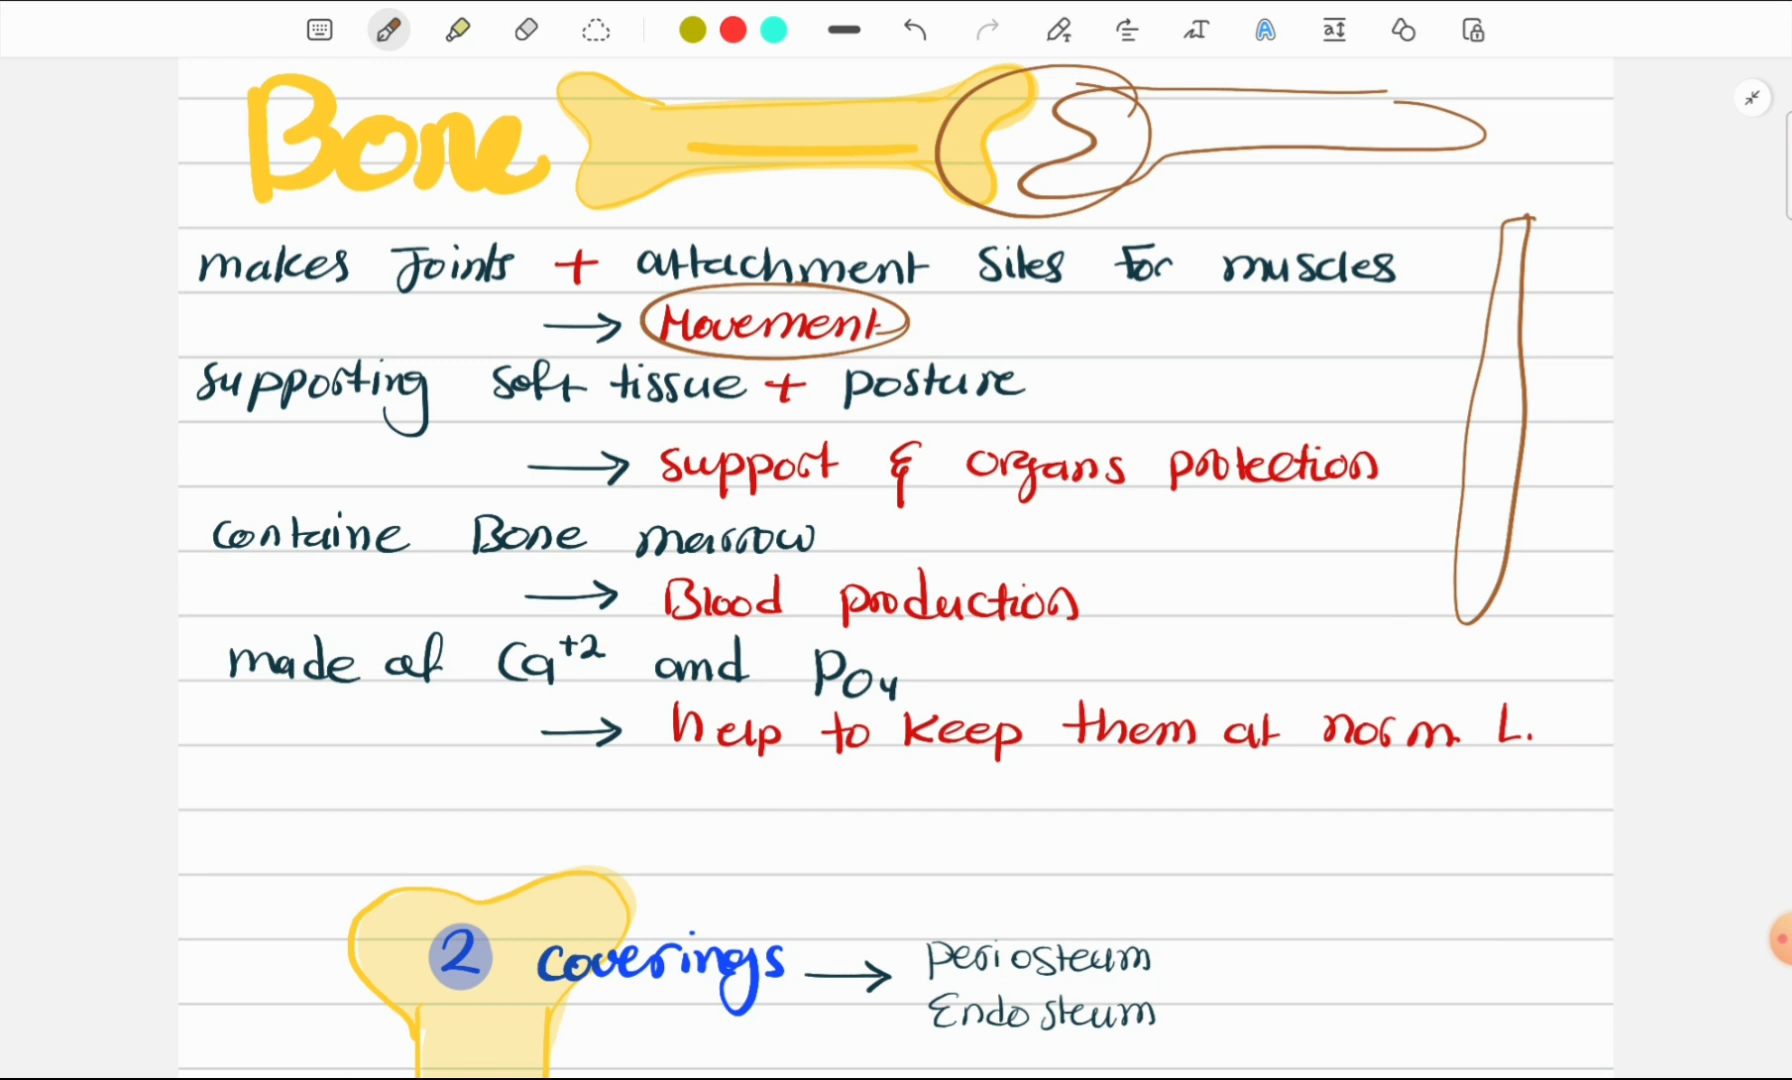 Bone
makes Joints + attachment sites for muscles
→ Movement
supporting soft tissue + posture
→ support & organs protection
containe Bone marrow
→ Blood production
made of Ca+2 and PO4
→ help to keep them at norm L.
2 coverings → periosteum
Endosteum